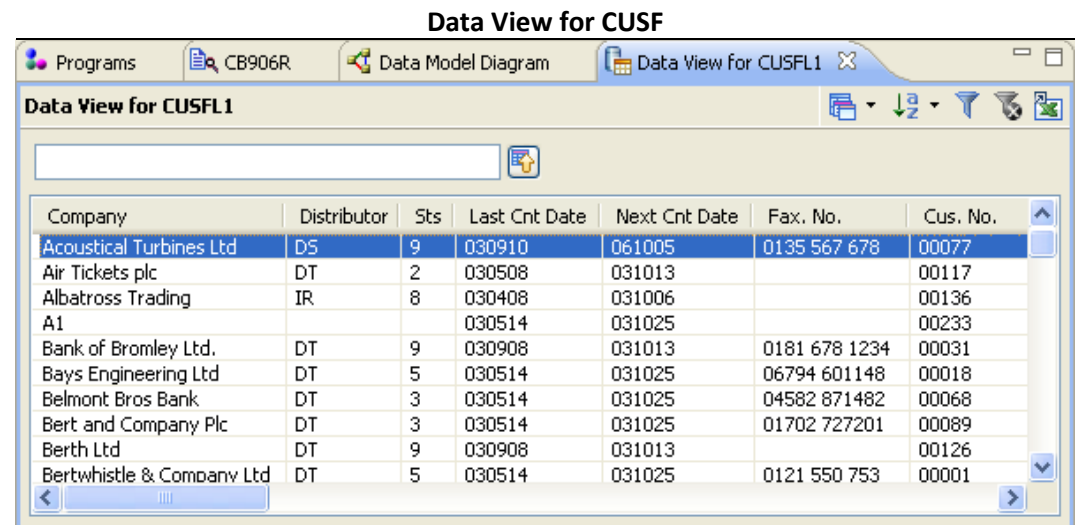 Data View for CUSF
Programs CB906R Data Model Diagram Data View for CUSFL1
Data View for CUSFL1
Company Distributor Sts Last Cnt Date Next Cnt Date Fax. No. Cus. No.
Acoustical Turbines Ltd DS 9 030910 061005 0135 567 678 00077
Air Tickets plc DT 2 030508 031013 00117
Albatross Trading IR 8 030408 031006 00136
A1 030514 031025 00233
Bank of Bromley Ltd. DT 9 030908 031013 0181 678 1234 00031
Bays Engineering Ltd DT 5 030514 031025 06794 601148 00018
Belmont Bros Bank DT 3 030514 031025 04582 871482 00068
Bert and Company Plc DT 3 030514 031025 01702 727201 00089
Berth Ltd DT 9 030908 031013 00126
Bertwhistle & Company Ltd DT 5 030514 031025 0121 550 753 00001